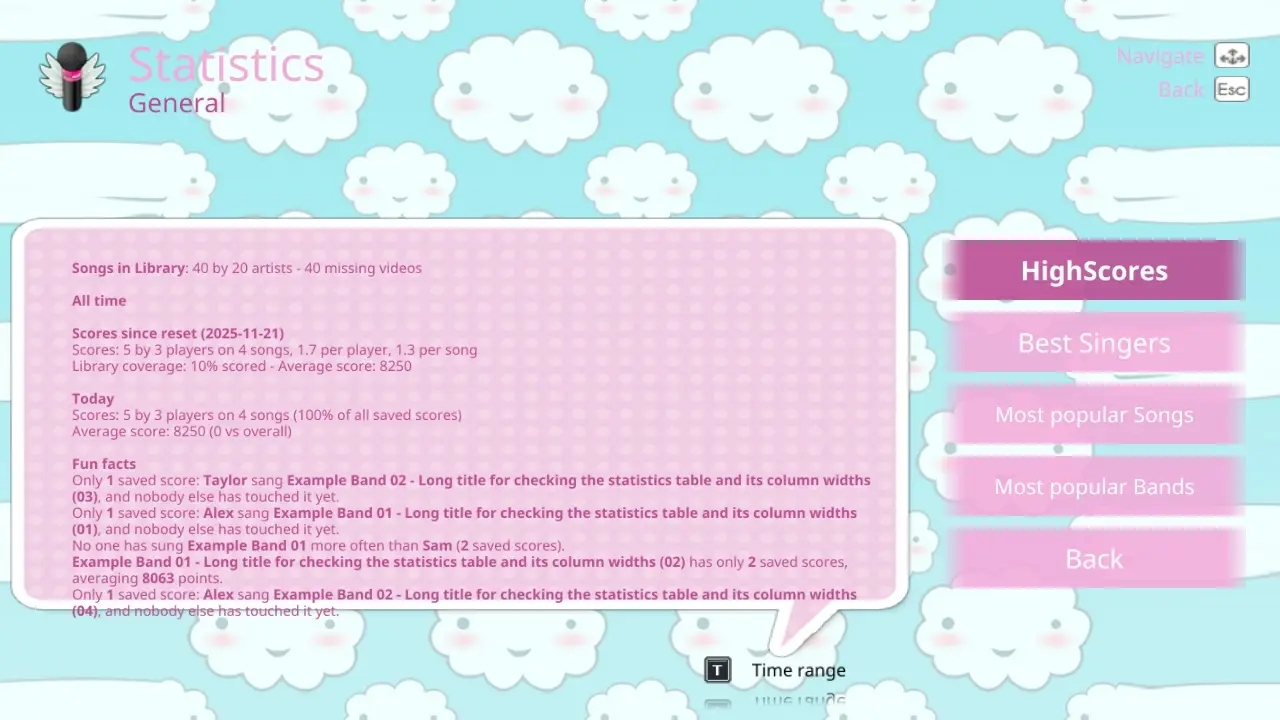 Statistics
General
Navigate
Back Esc
Songs in Library: 40 by 20 artists - 40 missing videos
All time
Scores since reset (2025-11-21)
Scores: 5 by 3 players on 4 songs, 1.7 per player, 1.3 per song
Library coverage: 10% scored - Average score: 8250
Today
Scores: 5 by 3 players on 4 songs (100% of all saved scores)
Average score: 8250 (0 vs overall)
Fun facts
Only 1 saved score: Taylor sang Example Band 02 - Long title for checking the statistics table and its column widths
(03), and nobody else has touched it yet.
Only 1 saved score: Alex sang Example Band 01 - Long title for checking the statistics table and its column widths
(01), and nobody else has touched it yet.
No one has sung Example Band 01 more often than Sam (2 saved scores).
Example Band 01 - Long title for checking the statistics table and its column widths (02) has only 2 saved scores,
averaging 8063 points.
Only 1 saved score: Alex sang Example Band 02 - Long title for checking the statistics table and its column widths
(04), and nobody else has touched it yet.
HighScores
Best Singers
Most popular Songs
Most popular Bands
Back
T Time range